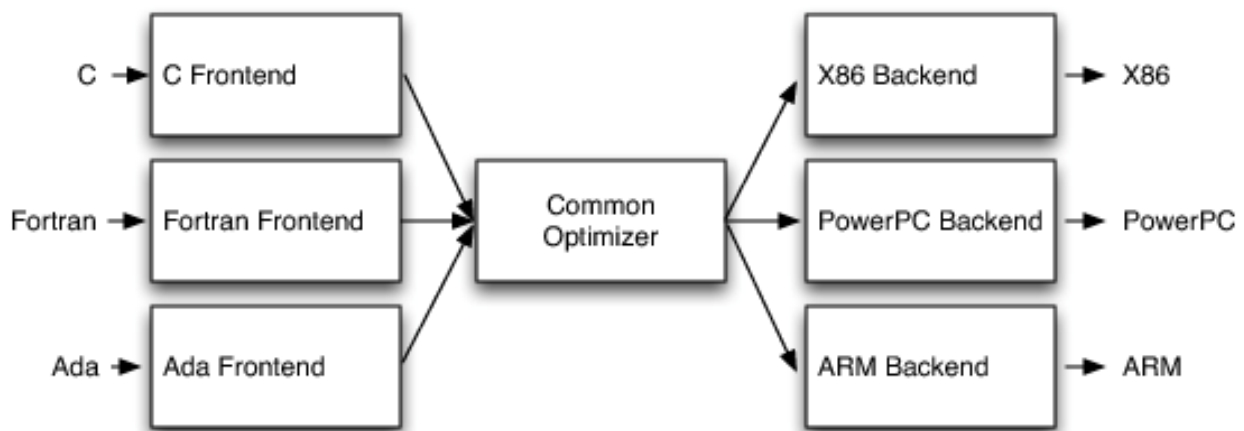 C
C Frontend
X86 Backend
X86
Fortran
Fortran Frontend
Common
Optimizer
PowerPC Backend
PowerPC
Ada
Ada Frontend
ARM Backend
ARM